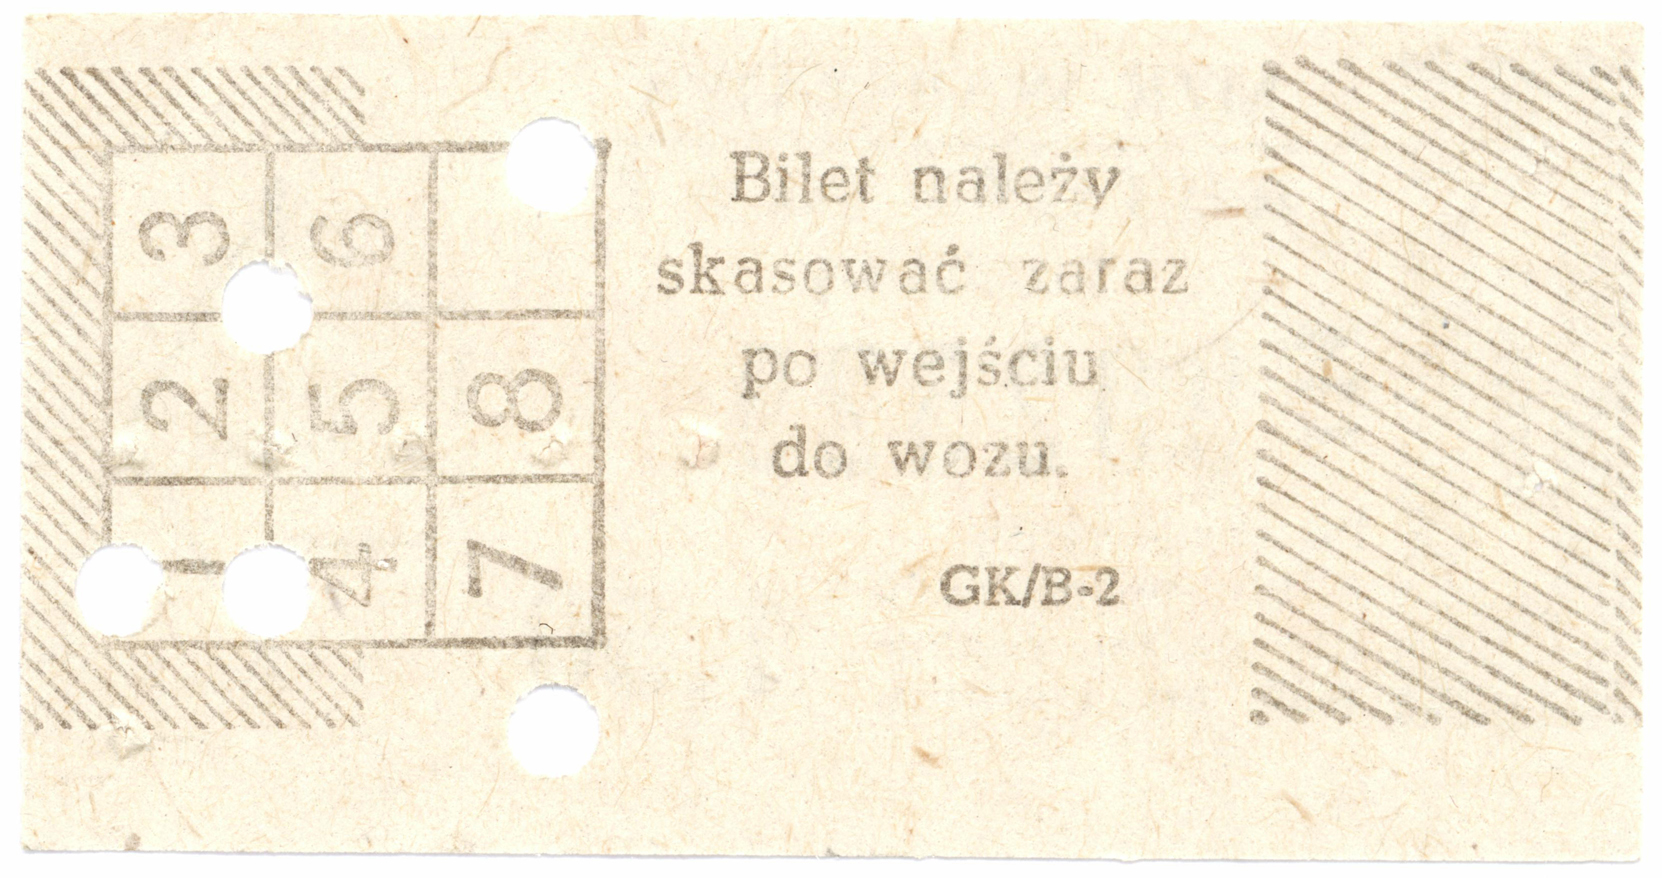 3 6
2 5 8
1 4 7
Bilet należy
skasować zaraz
po wejściu
do wozu.
GK/B-2